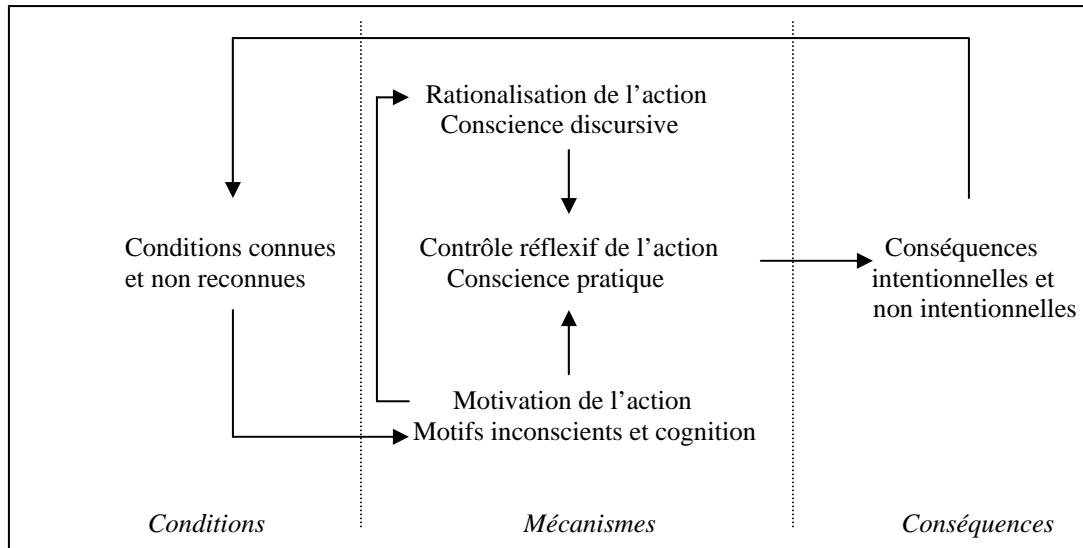 Rationalisation de l’action
Conscience discursive
Conditions connues
et non reconnues
Contrôle réflexif de l’action
Conscience pratique
Conséquences
intentionnelles et
non intentionnelles
Motivation de l’action
Motifs inconscients et cognition
Conditions
Mécanismes
Conséquences